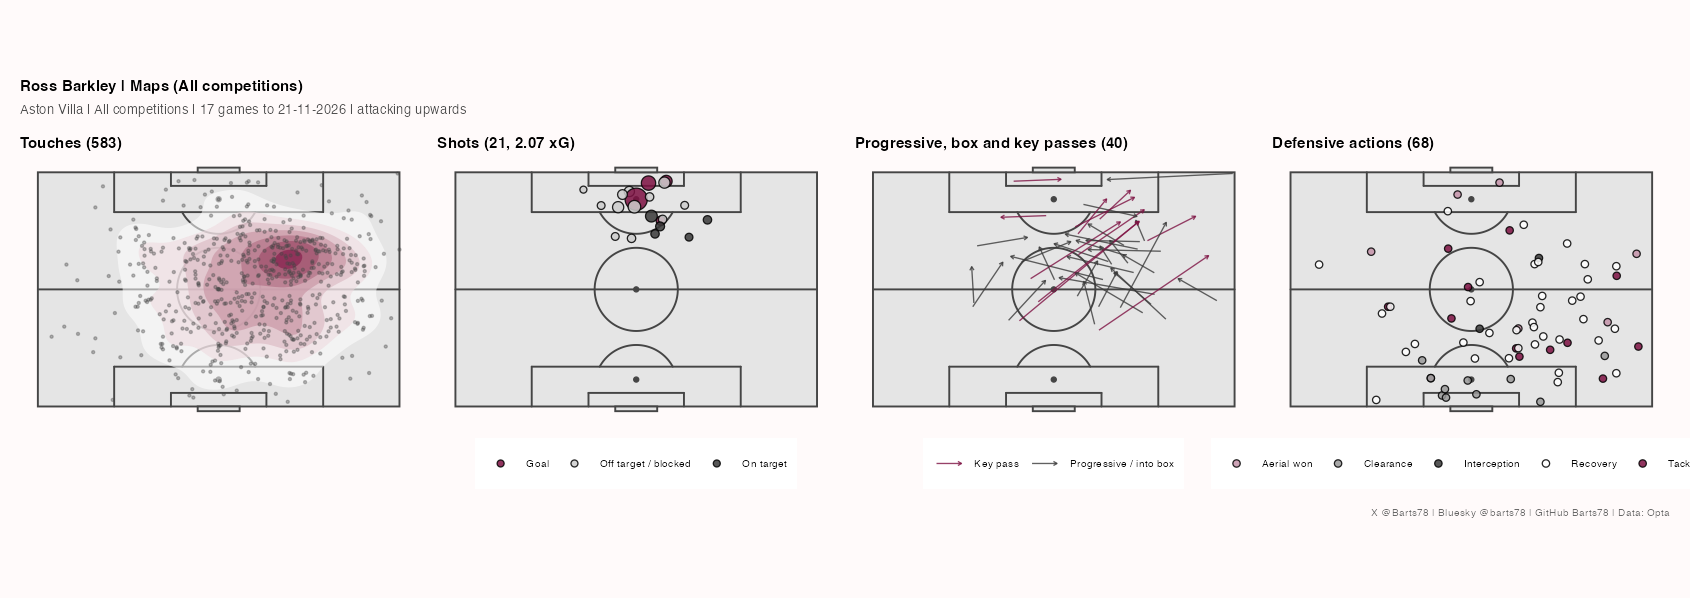 Ross Barkley | Maps (All competitions)
Aston Villa | All competitions | 17 games to 21-11-2026 | attacking upwards
Touches (583)
Shots (21, 2.07 xG)
Progressive, box and key passes (40)
Defensive actions (68)
Goal
Off target / blocked
On target
Key pass
Progressive / into box
Aerial won
Clearance
Interception
Recovery
Tack
X @Barts78 | Bluesky @barts78 | GitHub Barts78 | Data: Opta